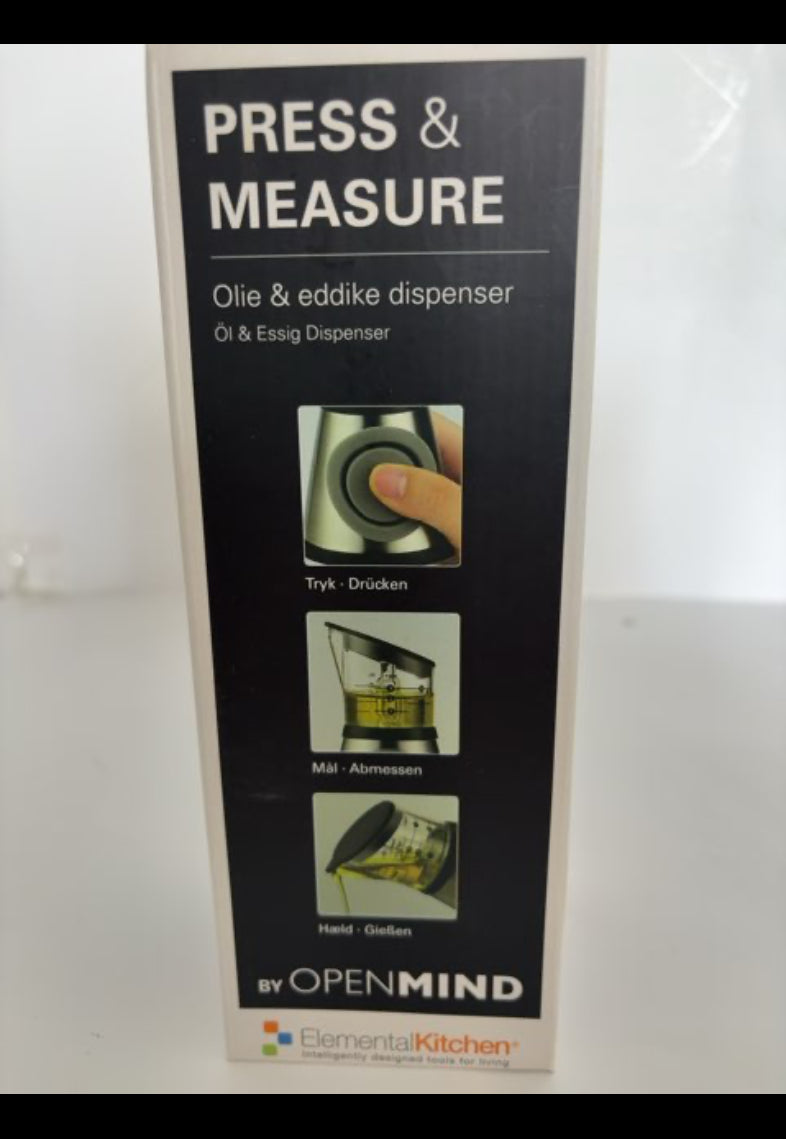 PRESS &
MEASURE
Olie & eddike dispenser
Öl & Essig Dispenser
Tryk · Drücken
Mål · Abmessen
Hæld · Gießen
BY OPENMIND
ElementalKitchen
Intelligently designed tools for living